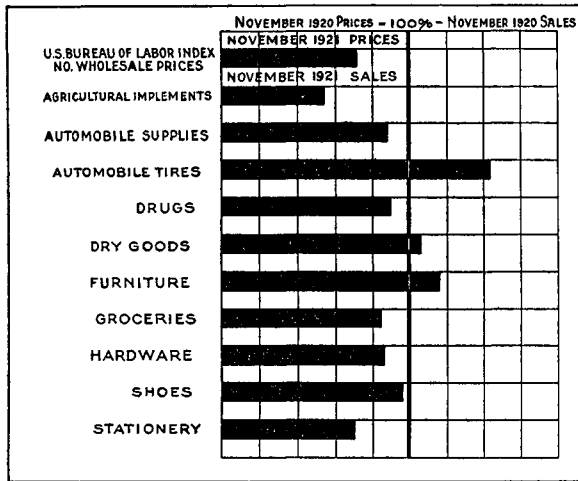 NOVEMBER 1920 PRICES - 100% - NOVEMBER 1920 SALES
NOVEMBER 1921 PRICES
U.S. BUREAU OF LABOR INDEX
NO. WHOLESALE PRICES
NOVEMBER 1921 SALES
AGRICULTURAL IMPLEMENTS
AUTOMOBILE SUPPLIES
AUTOMOBILE TIRES
DRUGS
DRY GOODS
FURNITURE
GROCERIES
HARDWARE
SHOES
STATIONERY